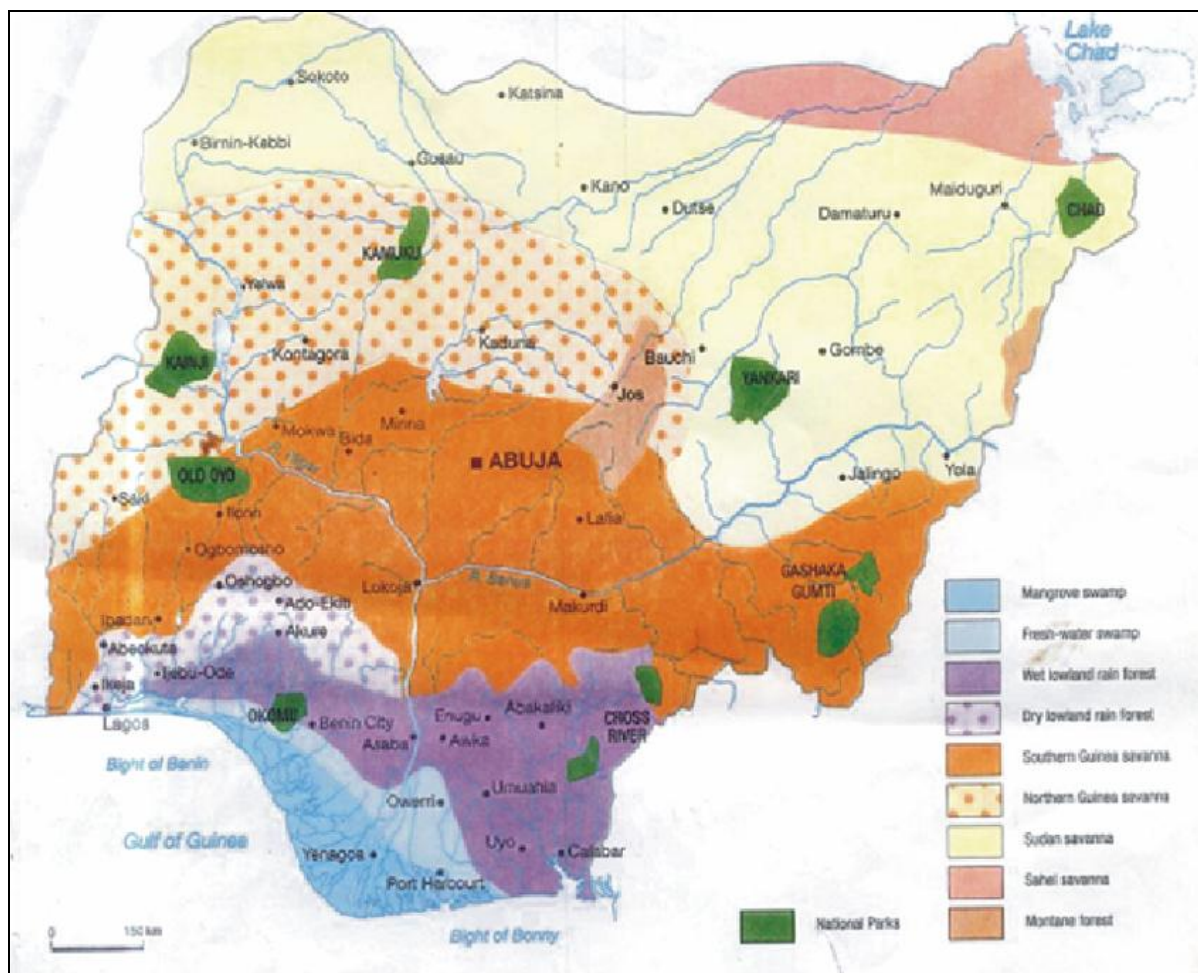 Lake
Chad
Sokoto
Katsina
Birnin-Kebbi
Gusau
Kano
Dutse
Maiduguri
Damaturu
CHAD
KAMUKU
Yelwa
Kaduna
Kontagora
Bauchi
Gombe
KAINJI
YANKARI
Jos
Minna
Mokwa
Bida
ABUJA
R. Niger
OLD OYO
Jalingo
Yola
Saki
Ilorin
Lafia
Ogbomosho
Oshogbo
Lokoja
R. Benue
GASHAKA
GUMTI
Makurdi
Ado-Ekiti
Ibadan
Akure
Abeokuta
Ijebu-Ode
Ikeja
Lagos
OKOMU
Benin City
Enugu
Abakaliki
CROSS
RIVER
Asaba
Awka
Bight of Benin
Umuahia
Owerri
Gulf of Guinea
Yenagoa
Uyo
Calabar
Port Harcourt
Bight of Bonny
0 150 km
National Parks
Mangrove swamp
Fresh-water swamp
Wet lowland rain forest
Dry lowland rain forest
Southern Guinea savanna
Northern Guinea savanna
Sudan savanna
Sahel savanna
Montane forest